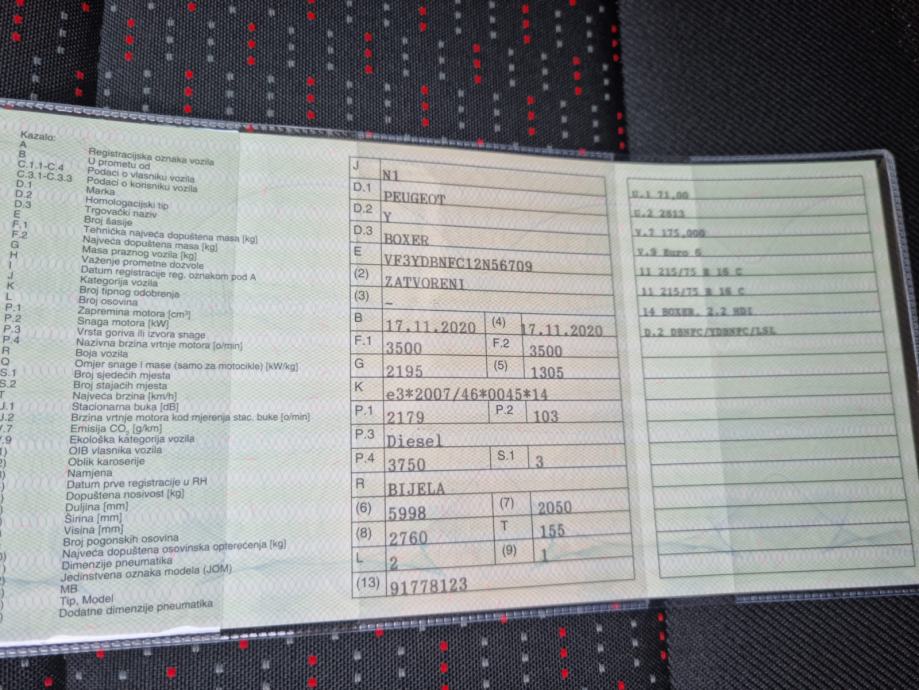 Kazalo:
A Registracijska oznaka vozila
B U prometu od
C.1.1-C.4 Podaci o vlasniku vozila
C.3.1-C.3.3 Podaci o korisniku vozila
D.1 Marka
D.2 Homologacijski tip
D.3 Trgovački naziv
E Broj šasije
F.1 Tehnička najveća dopuštena masa [kg]
F.2 Najveća dopuštena masa [kg]
G Masa praznog vozila [kg]
H Važenje prometne dozvole
I Datum registracije reg. oznakom pod A
J Kategorija vozila
K Broj tipnog odobrenja
L Broj osovina
P.1 Zapremina motora [cm³]
P.2 Snaga motora [kW]
P.3 Vrsta goriva ili izvora snage
P.4 Nazivna brzina vrtnje motora [o/min]
R Boja vozila
Q Omjer snage i mase (samo za motocikle) [kW/kg]
S.1 Broj sjedećih mjesta
S.2 Broj stajaćih mjesta
T Najveća brzina [km/h]
U.1 Stacionarna buka [dB]
U.2 Brzina vrtnje motora kod mjerenja stac. buke [o/min]
V.7 Emisija CO₂ [g/km]
V.9 Ekološka kategorija vozila
OIB vlasnika vozila
Oblik karoserije
Namjena
Datum prve registracije u RH
Dopuštena nosivost [kg]
Duljina [mm]
Širina [mm]
Visina [mm]
Broj pogonskih osovina
Najveća dopuštena osovinska opterećenja [kg]
Dimenzije pneumatika
Jedinstvena oznaka modela (JOM)
MB
Tip, Model
Dodatne dimenzije pneumatika
J N1
D.1 PEUGEOT
D.2 Y
D.3 BOXER
E VF3YDBNFC12N56709
(2) ZATVORENI
(3) –
B 17.11.2020 (4) 17.11.2020
F.1 3500 F.2 3500
G 2195 (5) 1305
K e3*2007/46*0045*14
P.1 2179 P.2 103
P.3 Diesel
P.4 3750 S.1 3
R BIJELA
(6) 5998 (7) 2050
(8) 2760 T 155
L 2 (9) 1
(13) 91778123
U.1 71,00
U.2 2813
V.7 175,000
V.9 Euro 6
11 215/75 R 16 C
11 215/75 R 16 C
14 BOXER, 2.2 HDI
D.2 DBNFC/YDBNFC/LSL